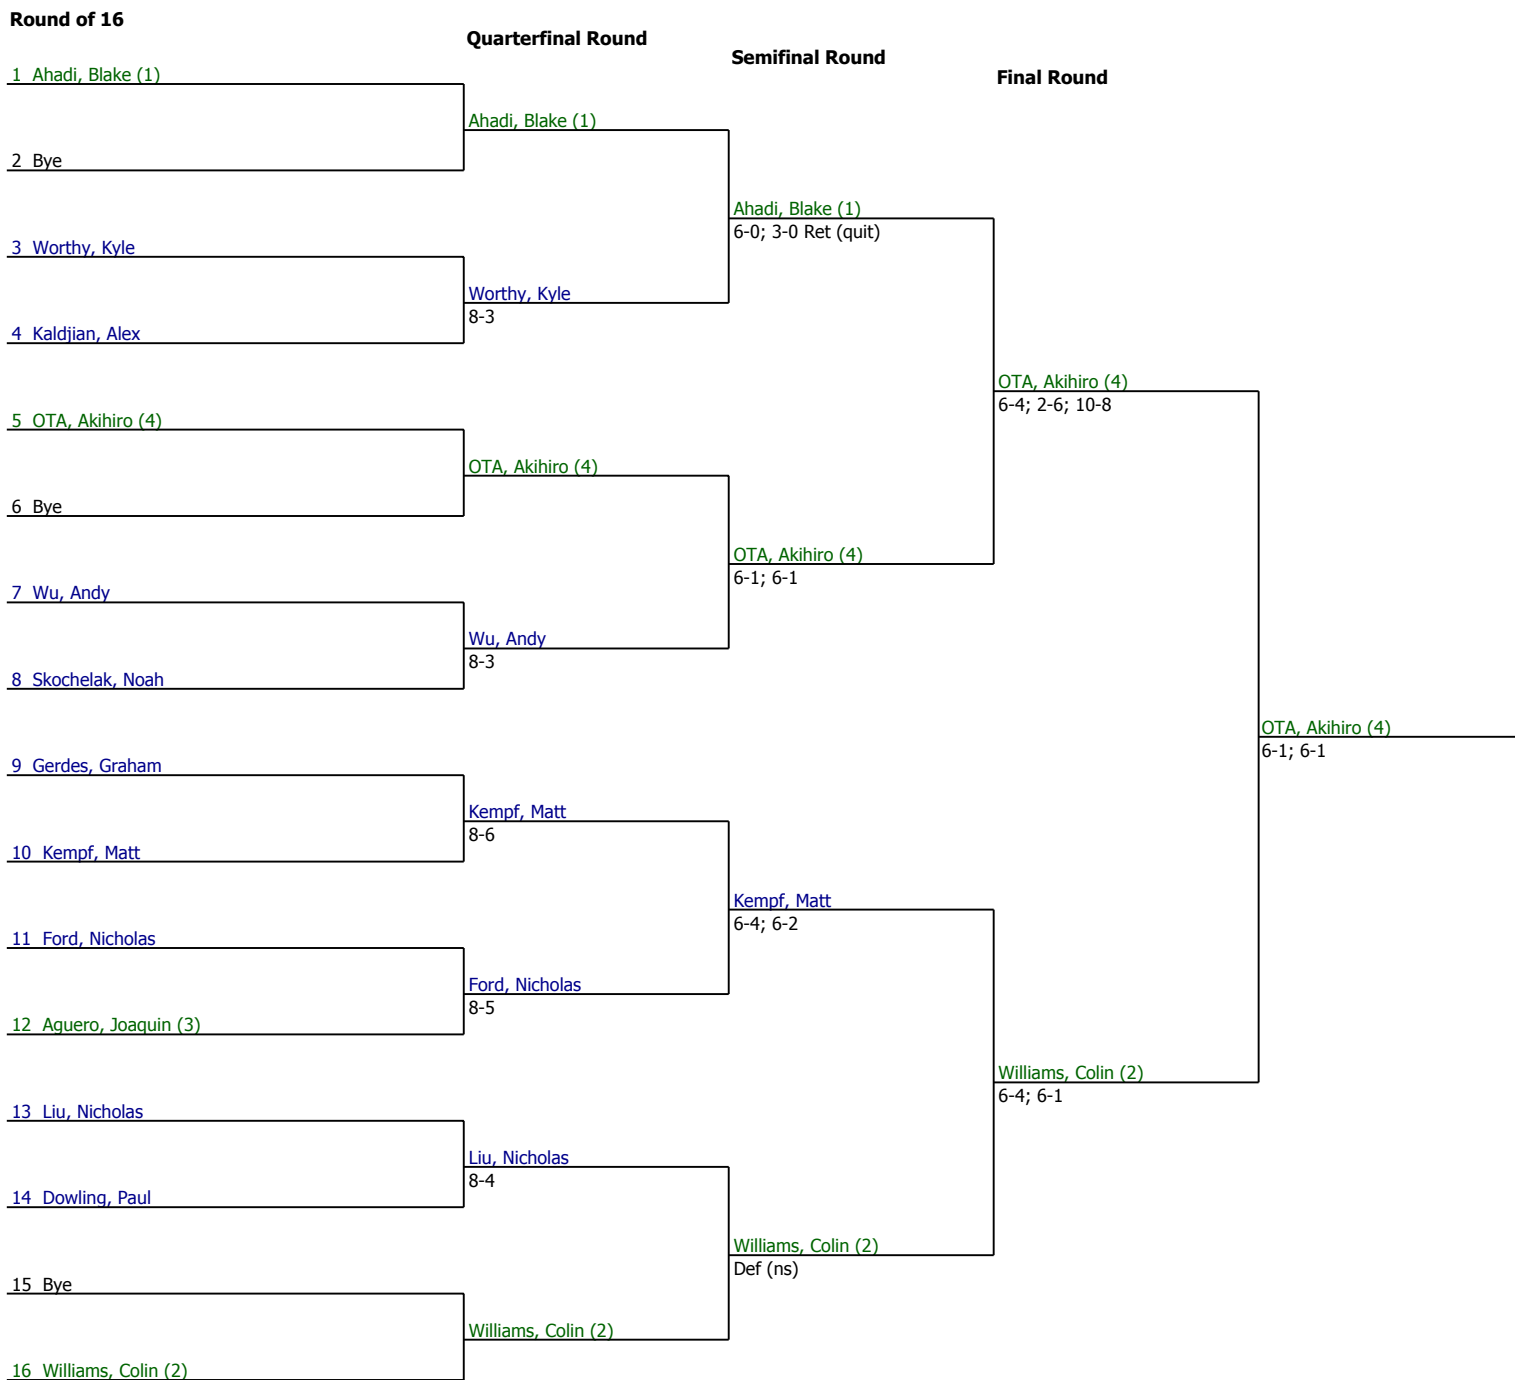 Round of 16
Quarterfinal Round
Semifinal Round
Final Round
1 Ahadi, Blake (1)
Ahadi, Blake (1)
2 Bye
Ahadi, Blake (1)
6-0; 3-0 Ret (quit)
3 Worthy, Kyle
Worthy, Kyle
8-3
4 Kaldjian, Alex
OTA, Akihiro (4)
6-4; 2-6; 10-8
5 OTA, Akihiro (4)
OTA, Akihiro (4)
6 Bye
OTA, Akihiro (4)
6-1; 6-1
7 Wu, Andy
Wu, Andy
8-3
8 Skochelak, Noah
OTA, Akihiro (4)
6-1; 6-1
9 Gerdes, Graham
Kempf, Matt
8-6
10 Kempf, Matt
Kempf, Matt
6-4; 6-2
11 Ford, Nicholas
Ford, Nicholas
8-5
12 Aguero, Joaquin (3)
Williams, Colin (2)
6-4; 6-1
13 Liu, Nicholas
Liu, Nicholas
8-4
14 Dowling, Paul
Williams, Colin (2)
Def (ns)
15 Bye
Williams, Colin (2)
16 Williams, Colin (2)